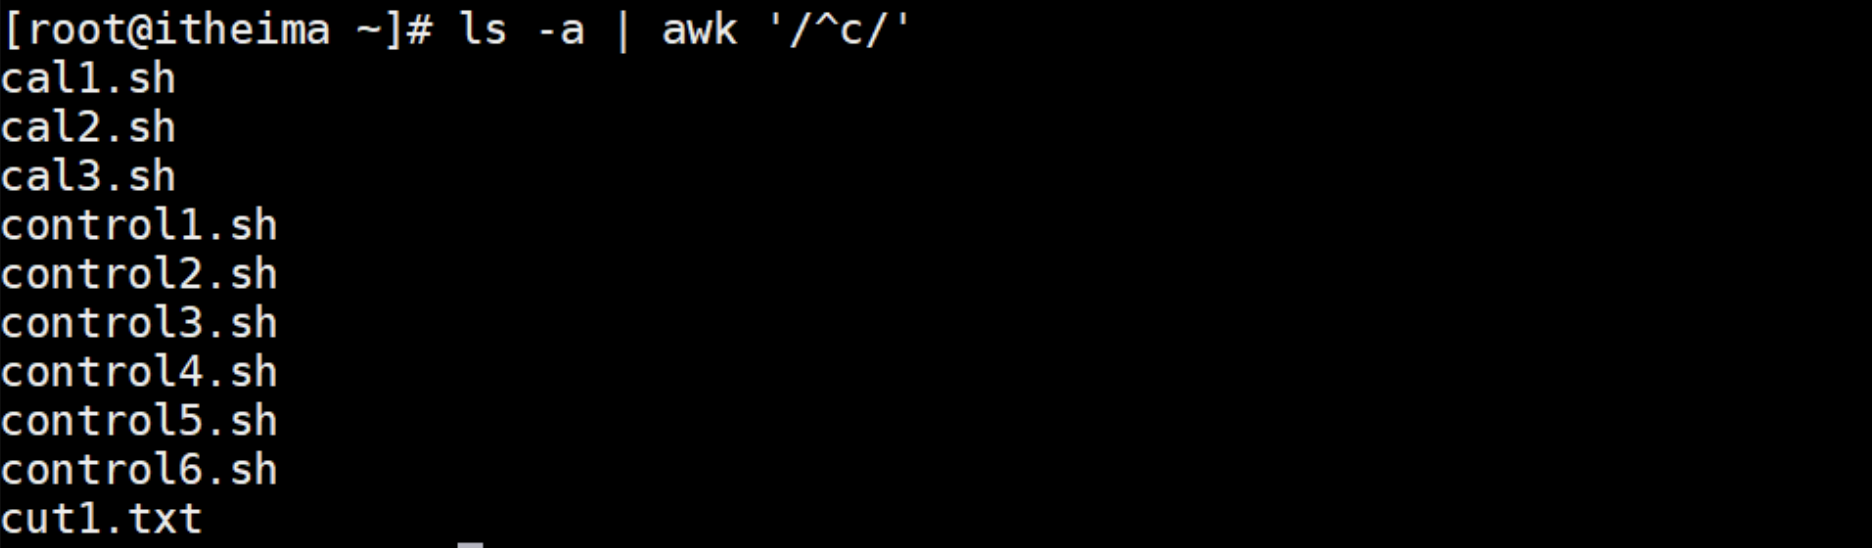 [root@itheima ~]# ls -a | awk '/^c/'
cal1.sh
cal2.sh
cal3.sh
control1.sh
control2.sh
control3.sh
control4.sh
control5.sh
control6.sh
cut1.txt